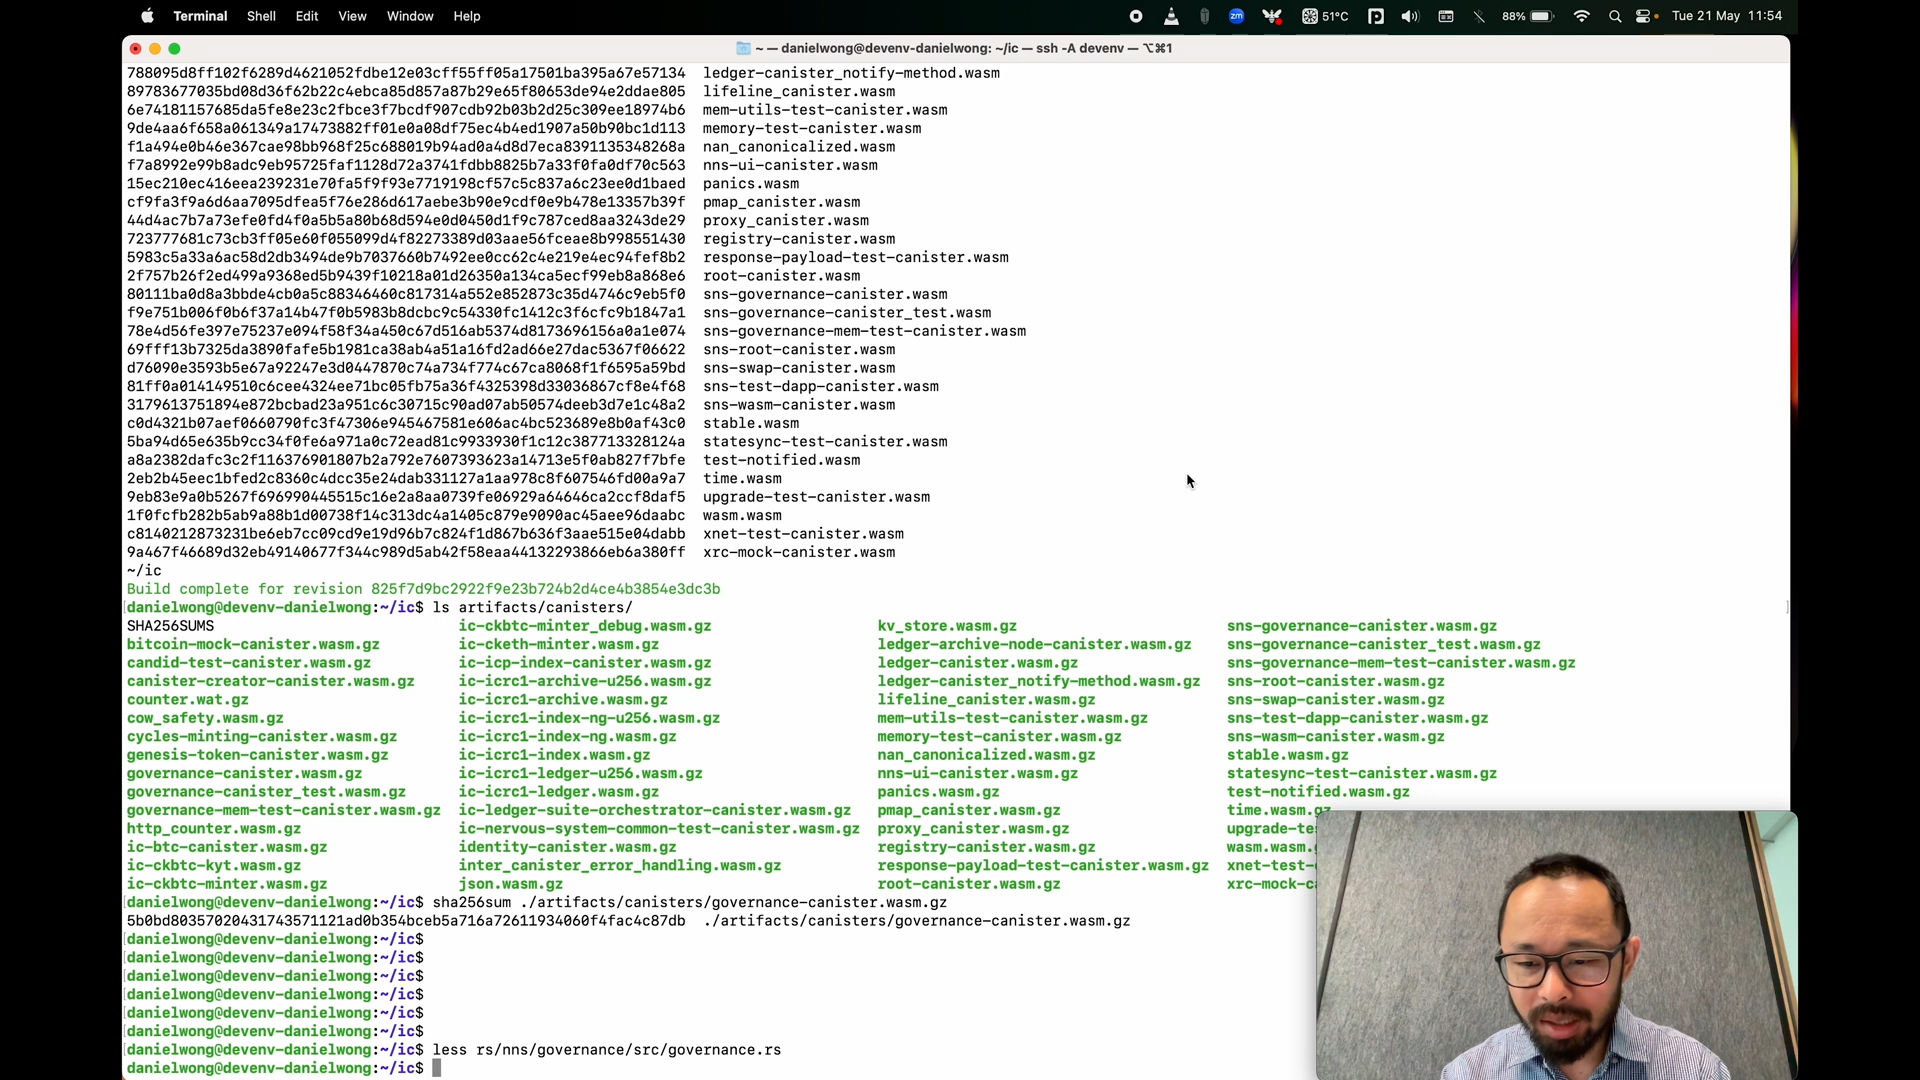 Terminal Shell Edit View Window Help zm 51°C 88% Tue 21 May 11:54
~ — danielwong@devenv-danielwong: ~/ic — ssh -A devenv — ⌥⌘1
788095d8ff102f6289d4621052fdbe12e03cff55ff05a17501ba395a67e57134 ledger-canister_notify-method.wasm
89783677035bd08d36f62b22c4ebca85d857a87b29e65f80653de94e2ddae805 lifeline_canister.wasm
6e74181157685da5fe8e23c2fbce3f7bcdf907cdb92b03b2d25c309ee18974b6 mem-utils-test-canister.wasm
9de4aa6f658a061349a17473882ff01e0a08df75ec4b4ed1907a50b90bc1d113 memory-test-canister.wasm
f1a494e0b46e367cae98bb968f25c688019b94ad0a4d8d7eca8391135348268a nan_canonicalized.wasm
f7a8992e99b8adc9eb95725faf1128d72a3741fdbb8825b7a33f0fa0df70c563 nns-ui-canister.wasm
15ec210ec416eea239231e70fa5f9f93e7719198cf57c5c837a6c23ee0d1baed panics.wasm
cf9fa3f9a6d6aa7095dfea5f76e286d617aebe3b90e9cdf0e9b478e13357b39f pmap_canister.wasm
44d4ac7b7a73efe0fd4f0a5b5a80b68d594e0d0450d1f9c787ced8aa3243de29 proxy_canister.wasm
723777681c73cb3ff05e60f055099d4f82273389d03aae56fceae8b998551430 registry-canister.wasm
5983c5a33a6ac58d2db3494de9b7037660b7492ee0cc62c4e219e4ec94fef8b2 response-payload-test-canister.wasm
2f757b26f2ed499a9368ed5b9439f10218a01d26350a134ca5ecf99eb8a868e6 root-canister.wasm
80111ba0d8a3bbde4cb0a5c88346460c817314a552e852873c35d4746c9eb5f0 sns-governance-canister.wasm
f9e751b006f0b6f37a14b47f0b5983b8dcbc9c54330fc1412c3f6cfc9b1847a1 sns-governance-canister_test.wasm
78e4d56fe397e75237e094f58f34a450c67d516ab5374d8173696156a0a1e074 sns-governance-mem-test-canister.wasm
69fff13b7325da3890fafe5b1981ca38ab4a51a16fd2ad66e27dac5367f06622 sns-root-canister.wasm
d76090e3593b5e67a92247e3d0447870c74a734f774c67ca8068f1f6595a59bd sns-swap-canister.wasm
81ff0a014149510c6cee4324ee71bc05fb75a36f4325398d33036867cf8e4f68 sns-test-dapp-canister.wasm
3179613751894e872bcbad23a951c6c30715c90ad07ab50574deeb3d7e1c48a2 sns-wasm-canister.wasm
c0d4321b07aef0660790fc3f47306e945467581e606ac4bc523689e8b0af43c0 stable.wasm
5ba94d65e635b9cc34f0fe6a971a0c72ead81c9933930f1c12c387713328124a statesync-test-canister.wasm
a8a2382dafc3c2f116376901807b2a792e7607393623a14713e5f0ab827f7bfe test-notified.wasm
2eb2b45eec1bfed2c8360c4dcc35e24dab331127a1aa978c8f607546fd00a9a7 time.wasm
9eb83e9a0b5267f696990445515c16e2a8aa0739fe06929a64646ca2ccf8daf5 upgrade-test-canister.wasm
1f0fcfb282b5ab9a88b1d00738f14c313dc4a1405c879e9090ac45aee96daabc wasm.wasm
c8140212873231be6eb7cc09cd9e19d96b7c824f1d867b636f3aae515e04dabb xnet-test-canister.wasm
9a467f46689d32eb49140677f344c989d5ab42f58eaa44132293866eb6a380ff xrc-mock-canister.wasm
~/ic
Build complete for revision 825f7d9bc2922f9e23b724b2d4ce4b3854e3dc3b
danielwong@devenv-danielwong:~/ic$ ls artifacts/canisters/
SHA256SUMS ic-ckbtc-minter_debug.wasm.gz kv_store.wasm.gz sns-governance-canister.wasm.gz
bitcoin-mock-canister.wasm.gz ic-cketh-minter.wasm.gz ledger-archive-node-canister.wasm.gz sns-governance-canister_test.wasm.gz
candid-test-canister.wasm.gz ic-icp-index-canister.wasm.gz ledger-canister.wasm.gz sns-governance-mem-test-canister.wasm.gz
canister-creator-canister.wasm.gz ic-icrc1-archive-u256.wasm.gz ledger-canister_notify-method.wasm.gz sns-root-canister.wasm.gz
counter.wat.gz ic-icrc1-archive.wasm.gz lifeline_canister.wasm.gz sns-swap-canister.wasm.gz
cow_safety.wasm.gz ic-icrc1-index-ng-u256.wasm.gz mem-utils-test-canister.wasm.gz sns-test-dapp-canister.wasm.gz
cycles-minting-canister.wasm.gz ic-icrc1-index-ng.wasm.gz memory-test-canister.wasm.gz sns-wasm-canister.wasm.gz
genesis-token-canister.wasm.gz ic-icrc1-index.wasm.gz nan_canonicalized.wasm.gz stable.wasm.gz
governance-canister.wasm.gz ic-icrc1-ledger-u256.wasm.gz nns-ui-canister.wasm.gz statesync-test-canister.wasm.gz
governance-canister_test.wasm.gz ic-icrc1-ledger.wasm.gz panics.wasm.gz test-notified.wasm.gz
governance-mem-test-canister.wasm.gz ic-ledger-suite-orchestrator-canister.wasm.gz pmap_canister.wasm.gz time.wasm.gz
http_counter.wasm.gz ic-nervous-system-common-test-canister.wasm.gz proxy_canister.wasm.gz upgrade-tes
ic-btc-canister.wasm.gz identity-canister.wasm.gz registry-canister.wasm.gz wasm.wasm.
ic-ckbtc-kyt.wasm.gz inter_canister_error_handling.wasm.gz response-payload-test-canister.wasm.gz xnet-test-
ic-ckbtc-minter.wasm.gz json.wasm.gz root-canister.wasm.gz xrc-mock-c
danielwong@devenv-danielwong:~/ic$ sha256sum ./artifacts/canisters/governance-canister.wasm.gz
5b0bd803570204317435711​21ad0b354bceb5a716a72611934060f4fac4c87db ./artifacts/canisters/governance-canister.wasm.gz
danielwong@devenv-danielwong:~/ic$
danielwong@devenv-danielwong:~/ic$
danielwong@devenv-danielwong:~/ic$
danielwong@devenv-danielwong:~/ic$
danielwong@devenv-danielwong:~/ic$
danielwong@devenv-danielwong:~/ic$
danielwong@devenv-danielwong:~/ic$ less rs/nns/governance/src/governance.rs
danielwong@devenv-danielwong:~/ic$